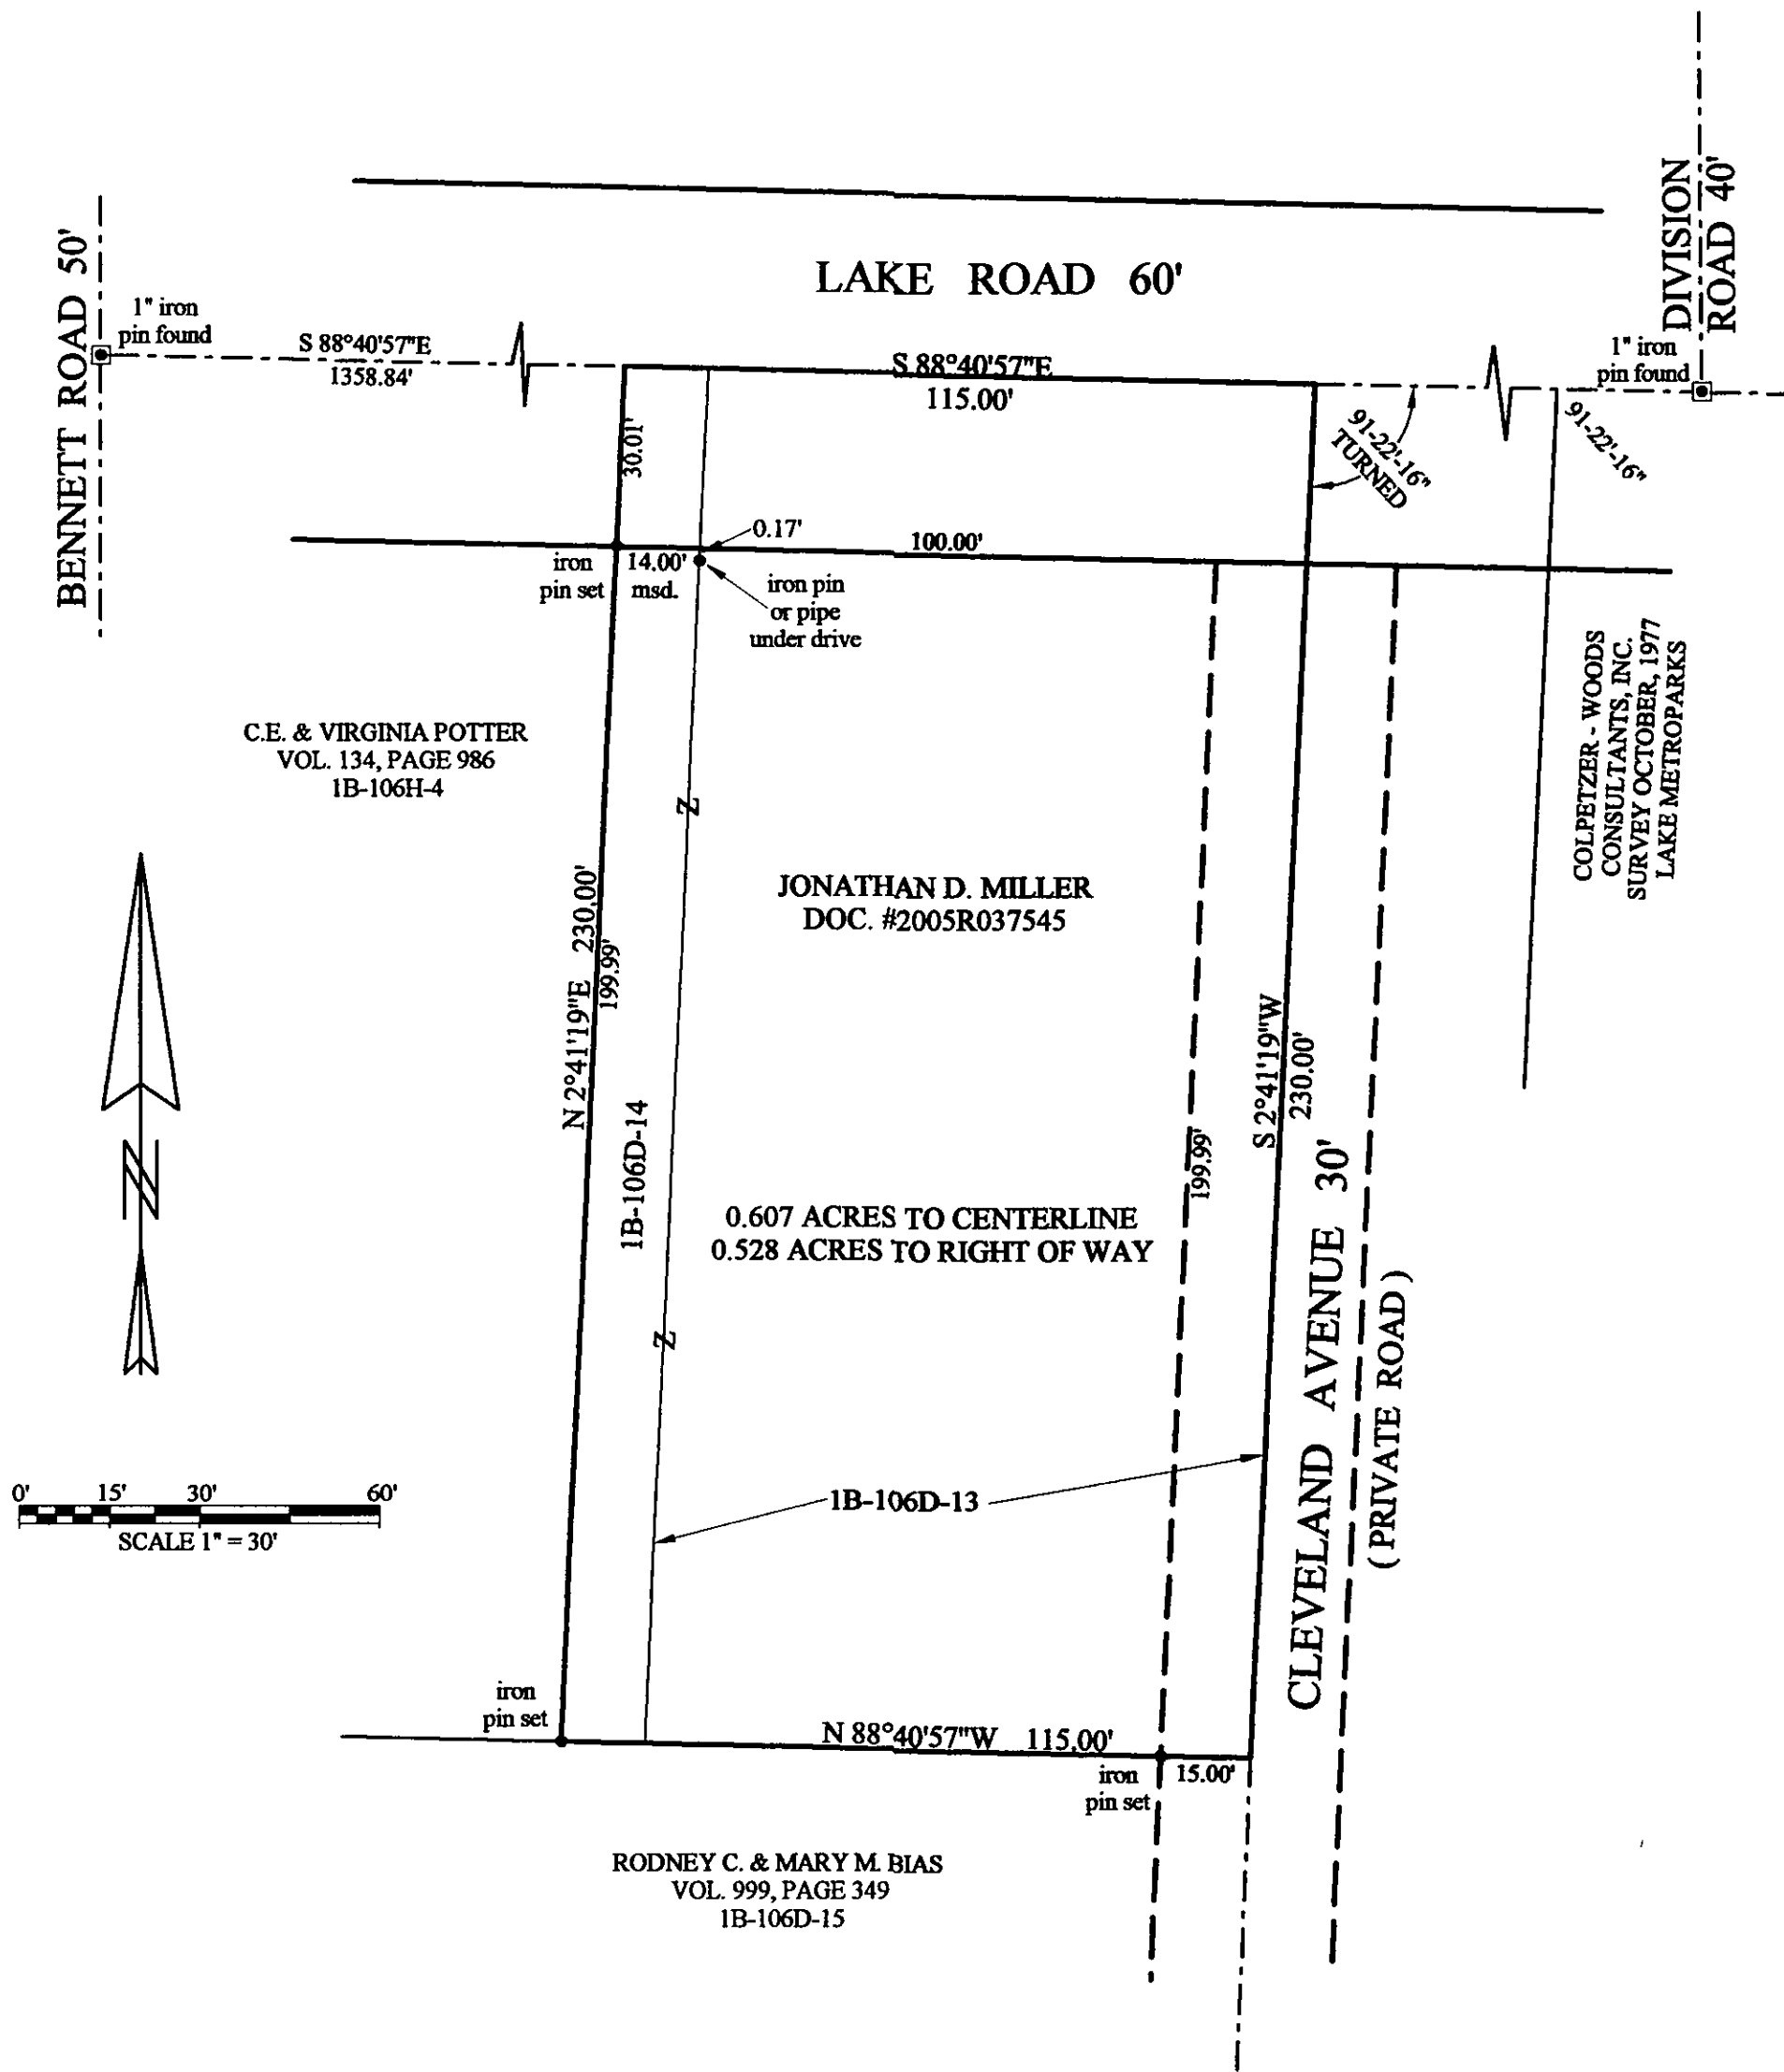 LAKE ROAD 60'
BENNETT ROAD 50'
DIVISION
ROAD 40'
1" iron
pin found
S 88°40'57"E
1358.84'
S 88°40'57"E
115.00'
1" iron
pin found
91-22'-16"
TURNED
91-22'-16"
30.01'
0.17'
100.00'
iron
pin set
14.00'
msd.
iron pin
or pipe
under drive
COLPETZER - WOODS
CONSULTANTS, INC.
SURVEY OCTOBER, 1977
LAKE METROPARKS
C.E. & VIRGINIA POTTER
VOL. 134, PAGE 986
1B-106H-4
Z
JONATHAN D. MILLER
DOC. #2005R037545
N 2°41'19"E 230.00'
199.99'
S 2°41'19"W
230.00'
199.99'
1B-106D-14
N
0.607 ACRES TO CENTERLINE
0.528 ACRES TO RIGHT OF WAY
Z
CLEVELAND AVENUE 30'
( PRIVATE ROAD )
0' 15' 30' 60'
SCALE 1" = 30'
1B-106D-13
iron
pin set
N 88°40'57"W 115.00'
iron
pin set
15.00'
RODNEY C. & MARY M. BIAS
VOL. 999, PAGE 349
1B-106D-15